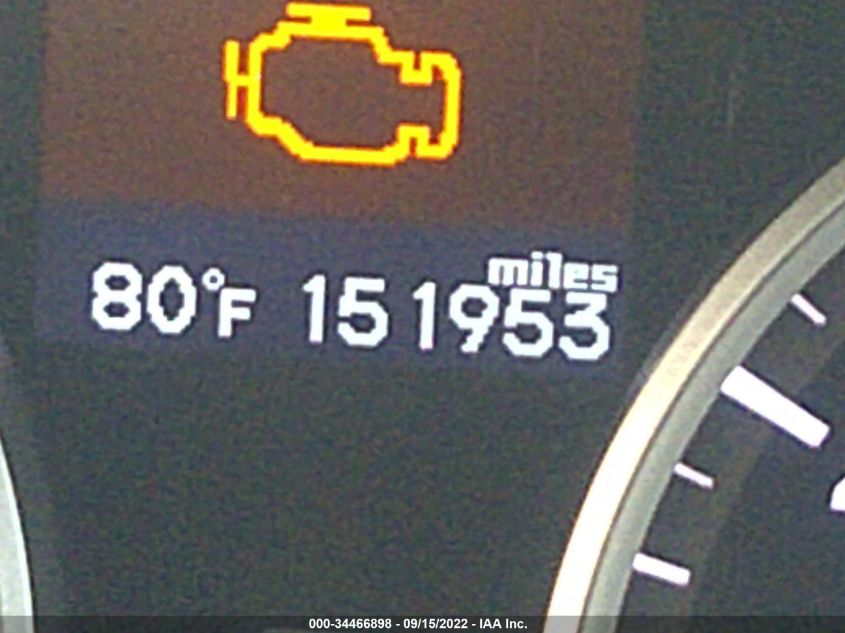 miles
80°F 151953
000-34466898 - 09/15/2022 - IAA Inc.